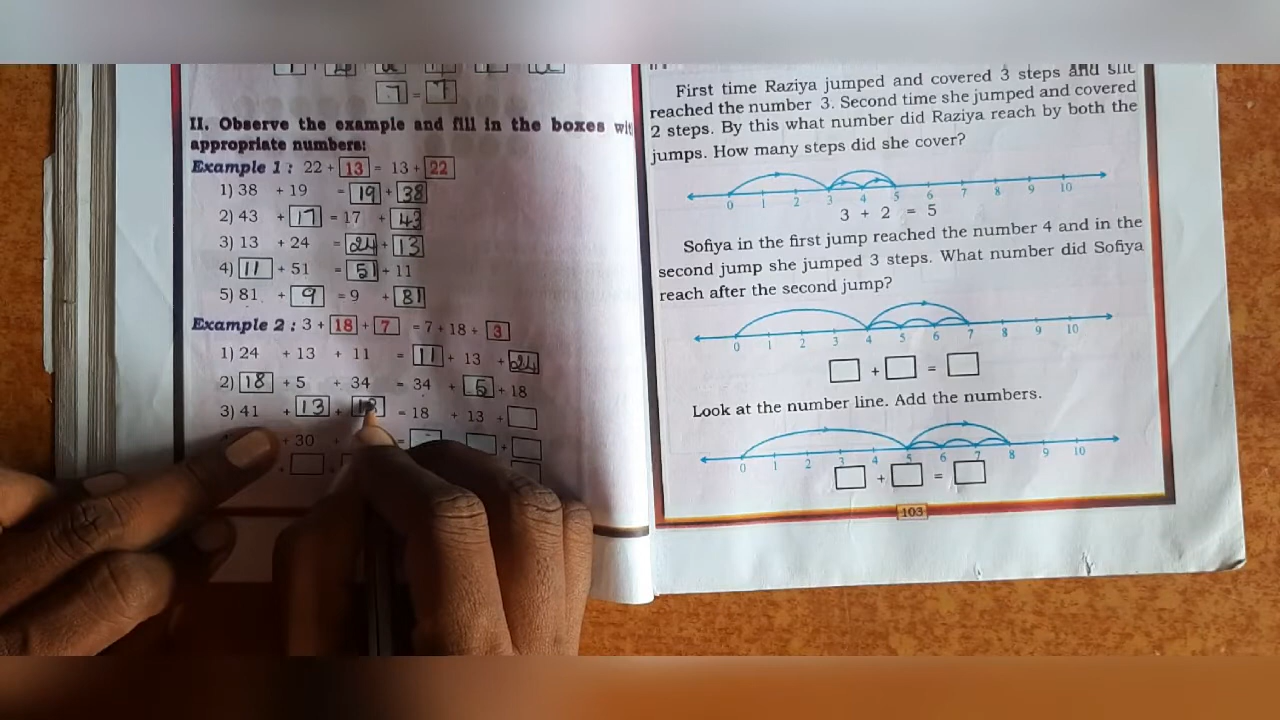 7 = 7
II. Observe the example and fill in the boxes with
appropriate numbers:
Example 1 : 22 + 13 = 13 + 22
1) 38 + 19 = 19 + 38
2) 43 + 17 = 17 + 43
3) 13 + 24 = 24 + 13
4) 11 + 51 = 51 + 11
5) 81 + 9 = 9 + 81
Example 2 : 3 + 18 + 7 = 7 + 18 + 3
1) 24 + 13 + 11 = 11 + 13 + 24
2) 18 + 5 + 34 = 34 + 5 + 18
3) 41 + 13 + 18 = 18 + 13 +
+ 30 + = +
+
First time Raziya jumped and covered 3 steps and she
reached the number 3. Second time she jumped and covered
2 steps. By this what number did Raziya reach by both the
jumps. How many steps did she cover?
0 1 2 3 4 5 6 7 8 9 10
3 + 2 = 5
Sofiya in the first jump reached the number 4 and in the
second jump she jumped 3 steps. What number did Sofiya
reach after the second jump?
0 1 2 3 4 5 6 7 8 9 10
+ =
Look at the number line. Add the numbers.
0 1 2 3 4 5 6 7 8 9 10
+ =
103